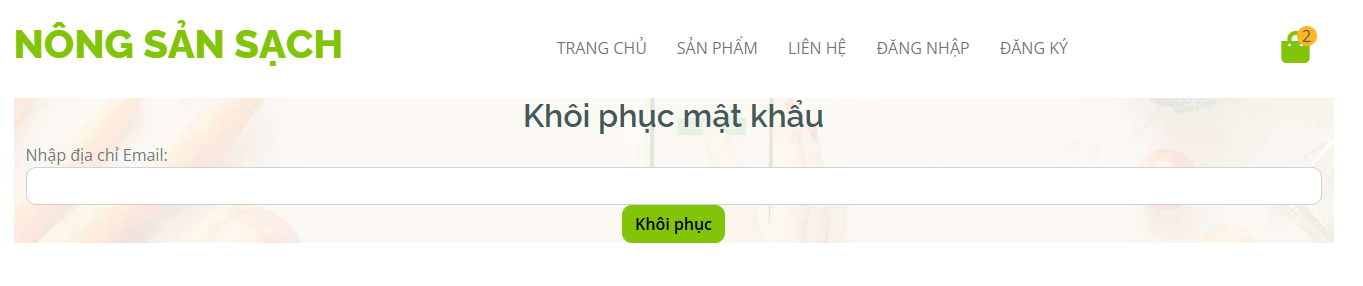 NÔNG SẢN SẠCH
TRANG CHỦ SẢN PHẨM LIÊN HỆ ĐĂNG NHẬP ĐĂNG KÝ
2
Khôi phục mật khẩu
Nhập địa chỉ Email:
Khôi phục